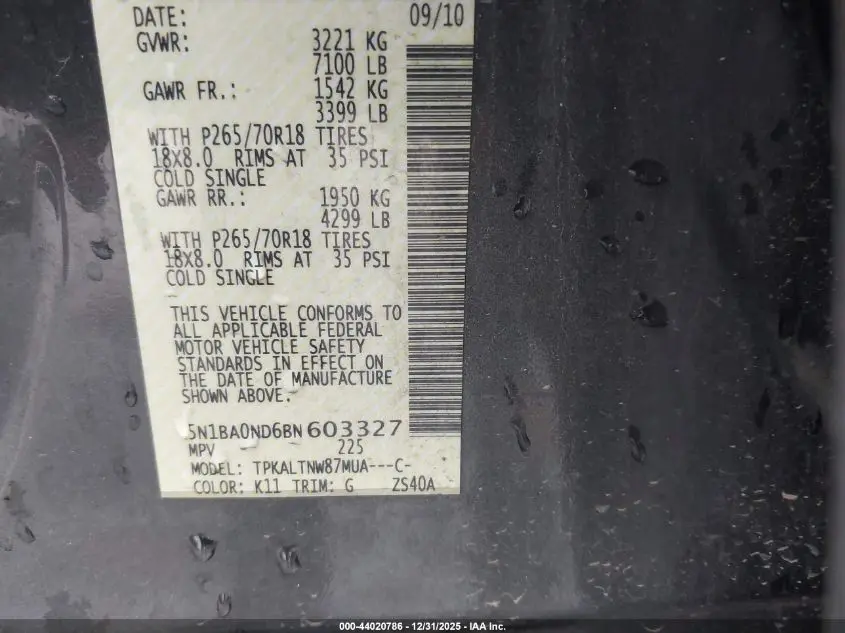 DATE: 09/10
GVWR: 3221 KG
7100 LB
GAWR FR.: 1542 KG
3399 LB
WITH P265/70R18 TIRES
18X8.0 RIMS AT 35 PSI
COLD SINGLE
GAWR RR.: 1950 KG
4299 LB
WITH P265/70R18 TIRES
18X8.0 RIMS AT 35 PSI
COLD SINGLE
THIS VEHICLE CONFORMS TO
ALL APPLICABLE FEDERAL
MOTOR VEHICLE SAFETY
STANDARDS IN EFFECT ON
THE DATE OF MANUFACTURE
SHOWN ABOVE.
5N1BA0ND6BN603327
MPV 225
MODEL: TPKALTNW87MUA---C-
COLOR: K11 TRIM: G ZS40A
000-44020786 - 12/31/2025 - IAA Inc.